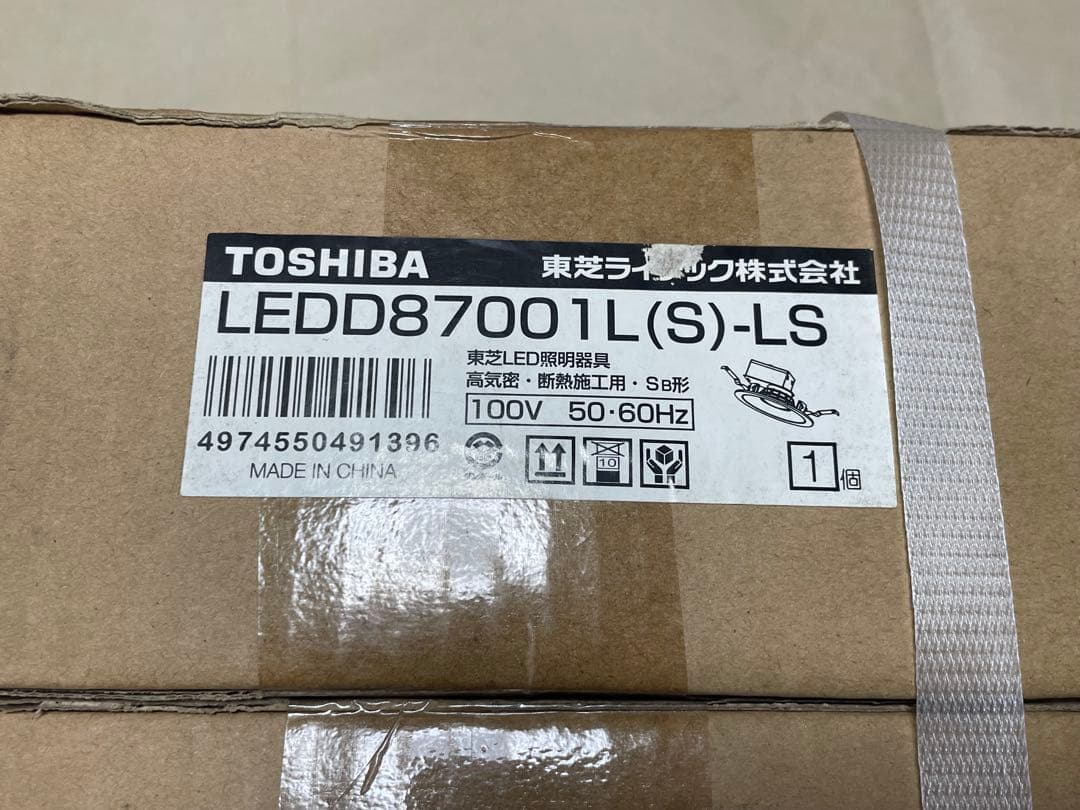 TOSHIBA
東芝ライテック株式会社
LEDD87001L(S)-LS
東芝LED照明器具
高気密・断熱施工用・SB形
100V 50・60Hz
4974550491396
MADE IN CHINA
10
1個